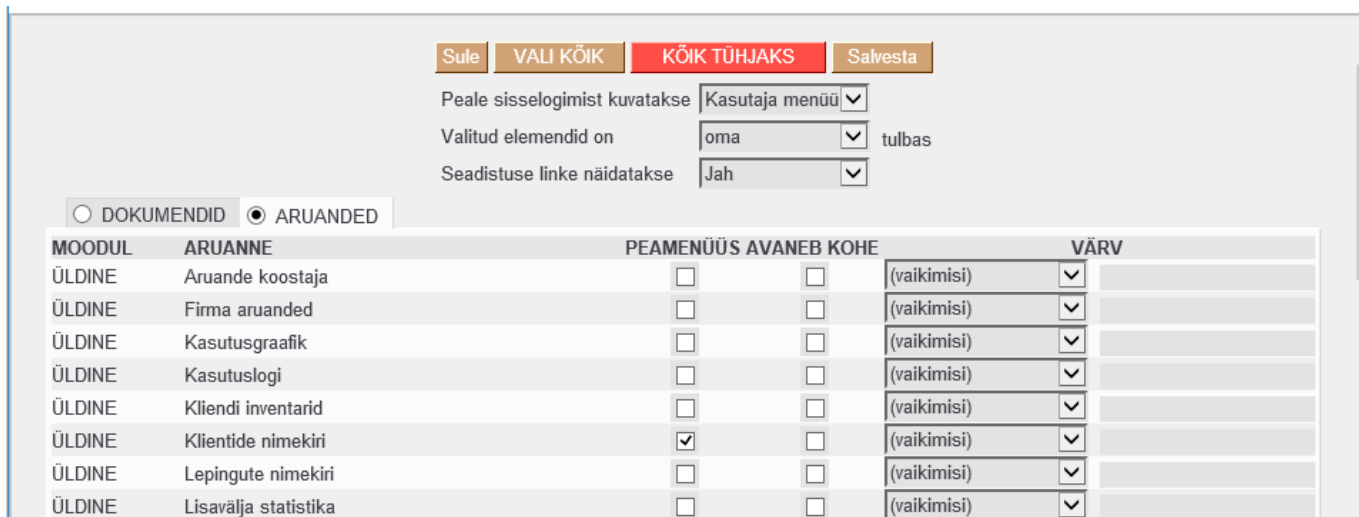 Sule VALI KÕIK KÕIK TÜHJAKS Salvesta
Peale sisselogimist kuvatakse Kasutaja menüü
Valitud elemendid on oma tulbas
Seadistuse linke näidatakse Jah
DOKUMENDID ARUANDED
MOODUL ARUANNE PEAMENÜÜS AVANEB KOHE VÄRV
ÜLDINE Aruande koostaja (vaikimisi)
ÜLDINE Firma aruanded (vaikimisi)
ÜLDINE Kasutusgraafik (vaikimisi)
ÜLDINE Kasutuslogi (vaikimisi)
ÜLDINE Kliendi inventarid (vaikimisi)
ÜLDINE Klientide nimekiri (vaikimisi)
ÜLDINE Lepingute nimekiri (vaikimisi)
ÜLDINE Lisavälja statistika (vaikimisi)